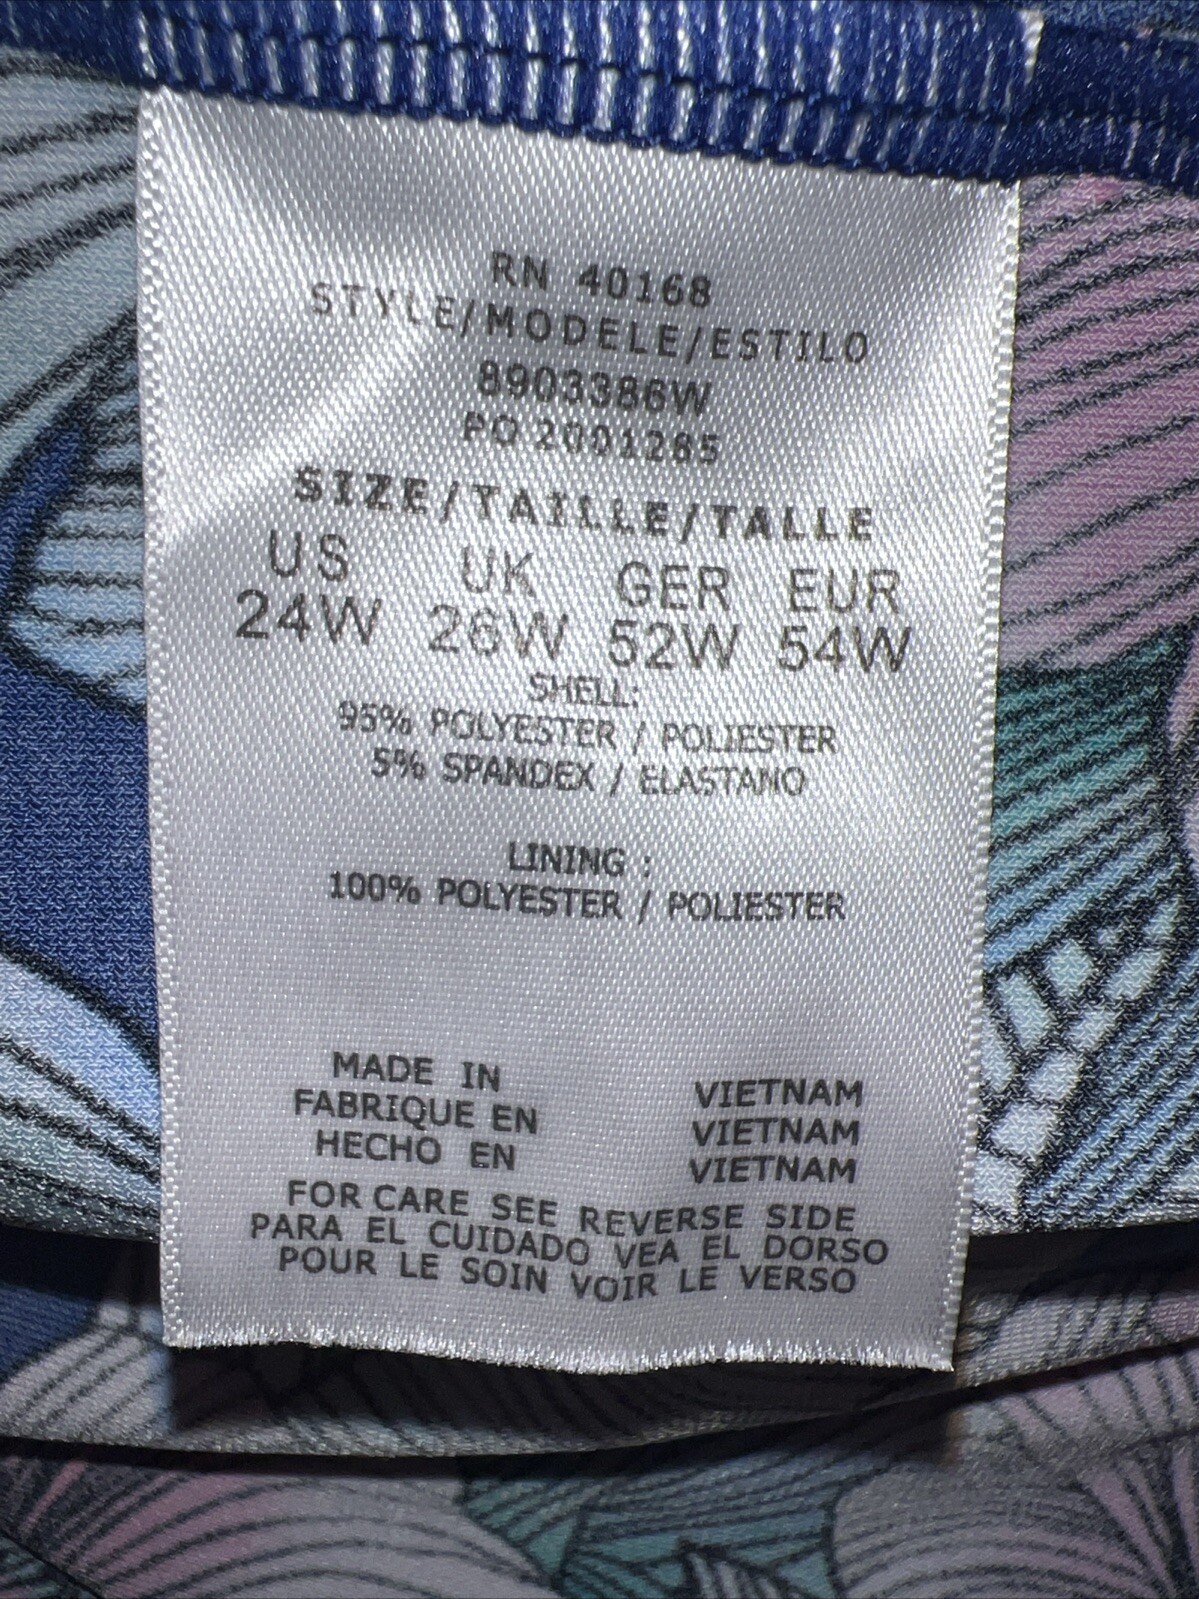 RN 40168
STYLE/MODELE/ESTILO
8903386W
PO 2001285
SIZE/TAILLE/TALLE
US UK GER EUR
24W 26W 52W 54W
SHELL:
95% POLYESTER / POLIESTER
5% SPANDEX / ELASTANO
LINING :
100% POLYESTER / POLIESTER
MADE IN VIETNAM
FABRIQUE EN VIETNAM
HECHO EN VIETNAM
FOR CARE SEE REVERSE SIDE
PARA EL CUIDADO VEA EL DORSO
POUR LE SOIN VOIR LE VERSO